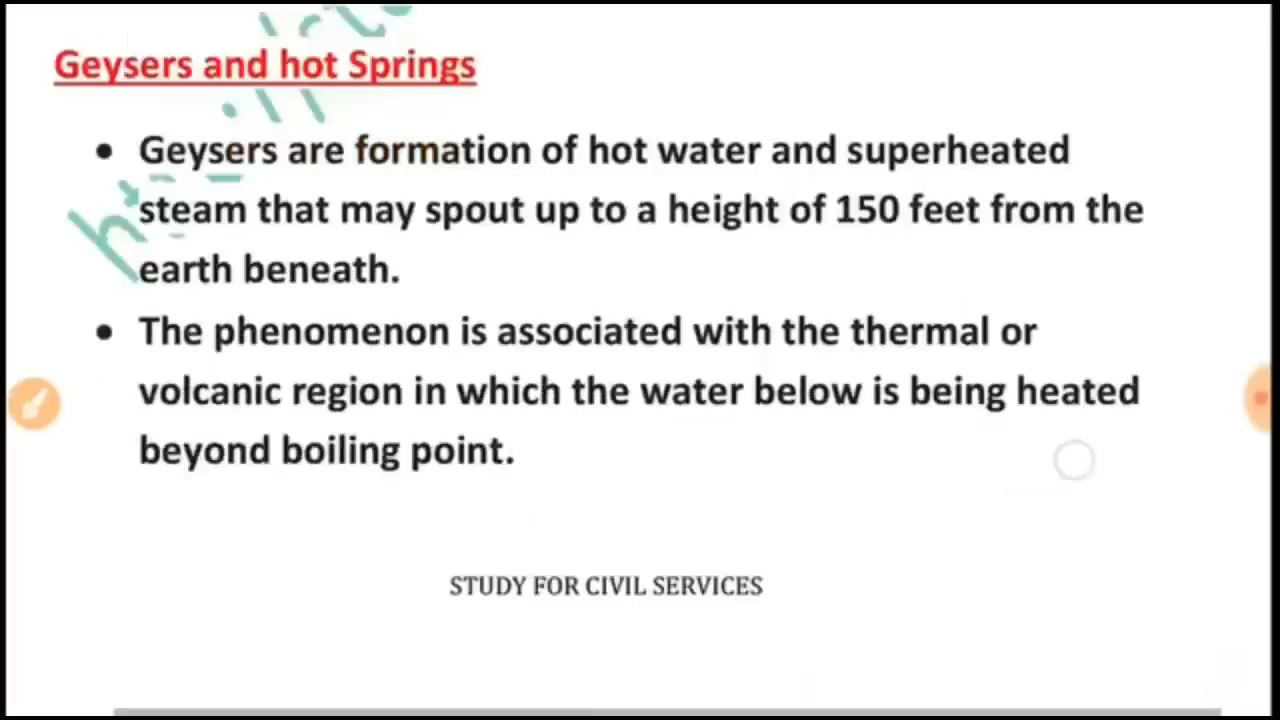 Geysers and hot Springs
• Geysers are formation of hot water and superheated
steam that may spout up to a height of 150 feet from the
earth beneath.
• The phenomenon is associated with the thermal or
volcanic region in which the water below is being heated
beyond boiling point.
STUDY FOR CIVIL SERVICES